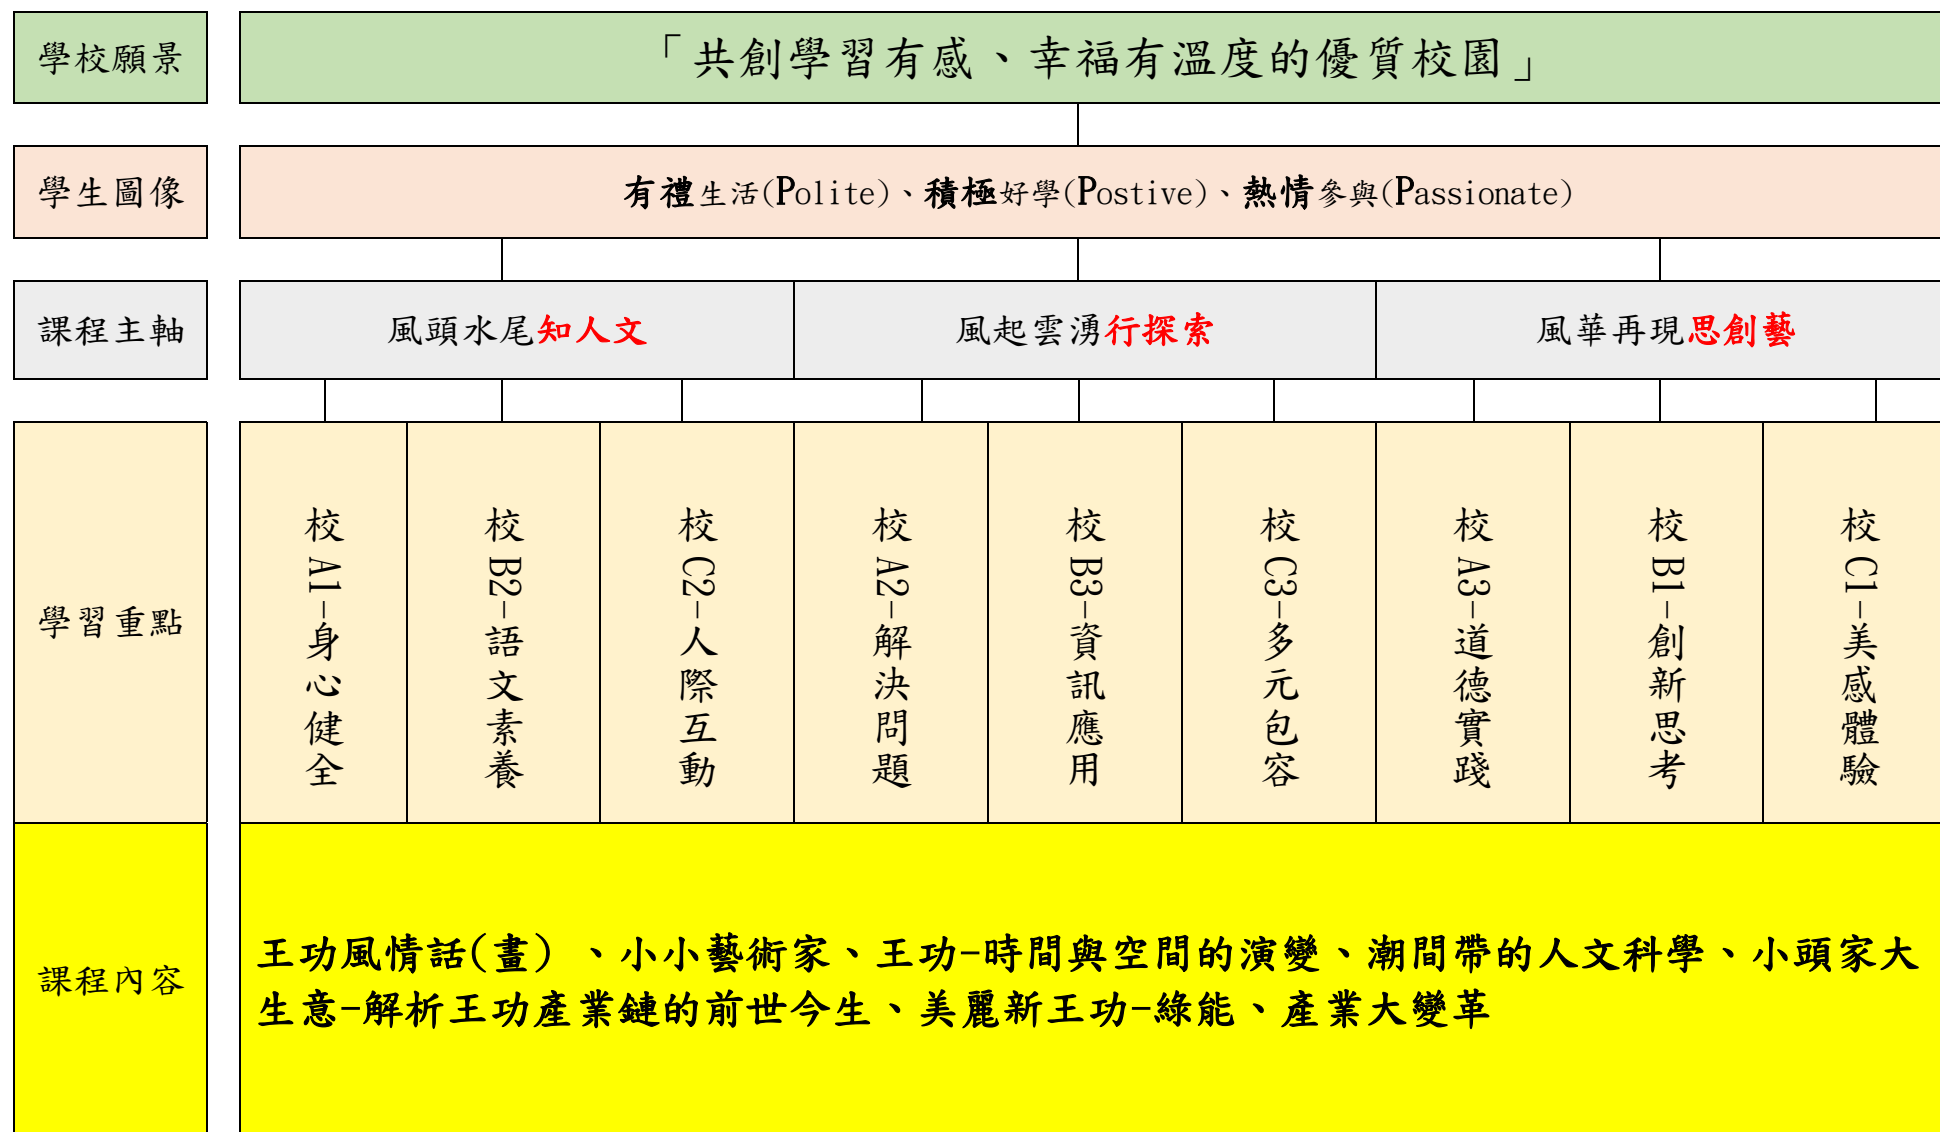 學校願景
「共創學習有感、幸福有溫度的優質校園」
學生圖像
有禮生活(Polite)、積極好學(Postive)、熱情參與(Passionate)
課程主軸
風頭水尾知人文
風起雲湧行探索
風華再現思創藝
學習重點
校A1-身心健全
校B2-語文素養
校C2-人際互動
校A2-解決問題
校B3-資訊應用
校C3-多元包容
校A3-道德實踐
校B1-創新思考
校C1-美感體驗
課程內容
王功風情話(畫)、小小藝術家、王功-時間與空間的演變、潮間帶的人文科學、小頭家大
生意-解析王功產業鏈的前世今生、美麗新王功-綠能、產業大變革